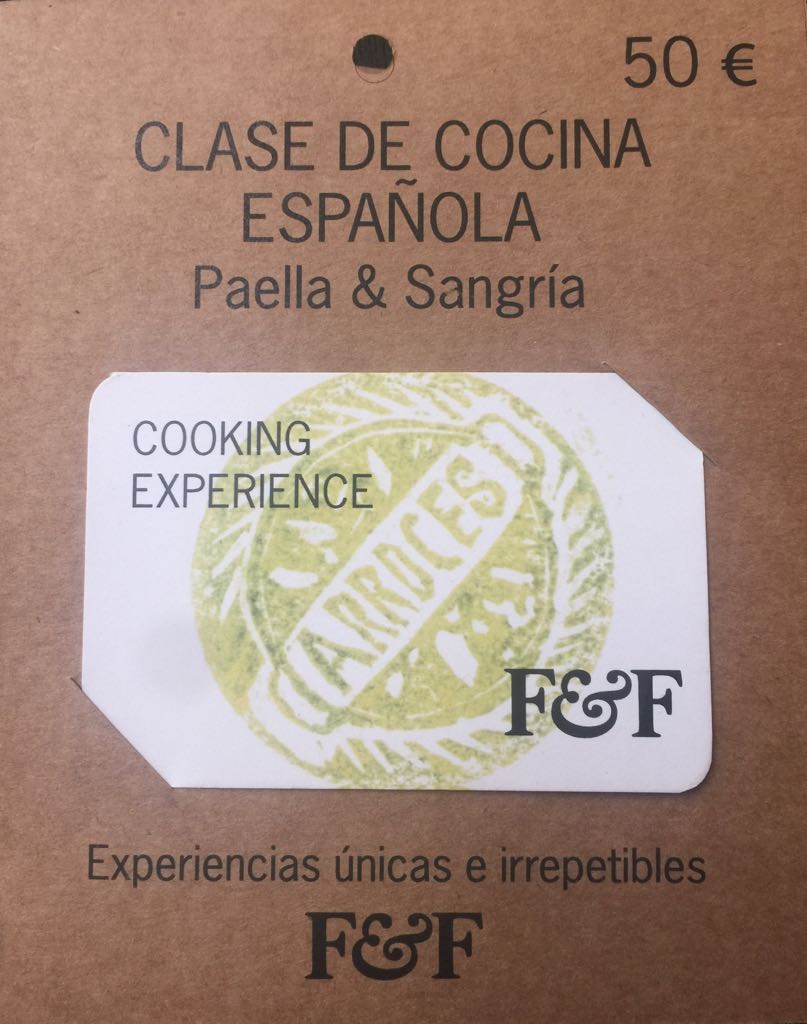 50 €
CLASE DE COCINA
ESPAÑOLA
Paella & Sangría
COOKING
EXPERIENCE
ARROCES
F&F
Experiencias únicas e irrepetibles
F&F